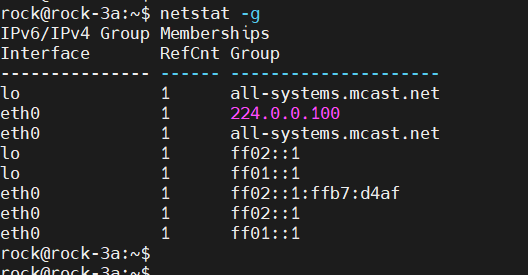 rock@rock-3a:~$ netstat -g
IPv6/IPv4 Group Memberships
Interface       RefCnt Group
--------------- ------ ---------------------
lo              1      all-systems.mcast.net
eth0            1      224.0.0.100
eth0            1      all-systems.mcast.net
lo              1      ff02::1
lo              1      ff01::1
eth0            1      ff02::1:ffb7:d4af
eth0            1      ff02::1
eth0            1      ff01::1
rock@rock-3a:~$
rock@rock-3a:~$